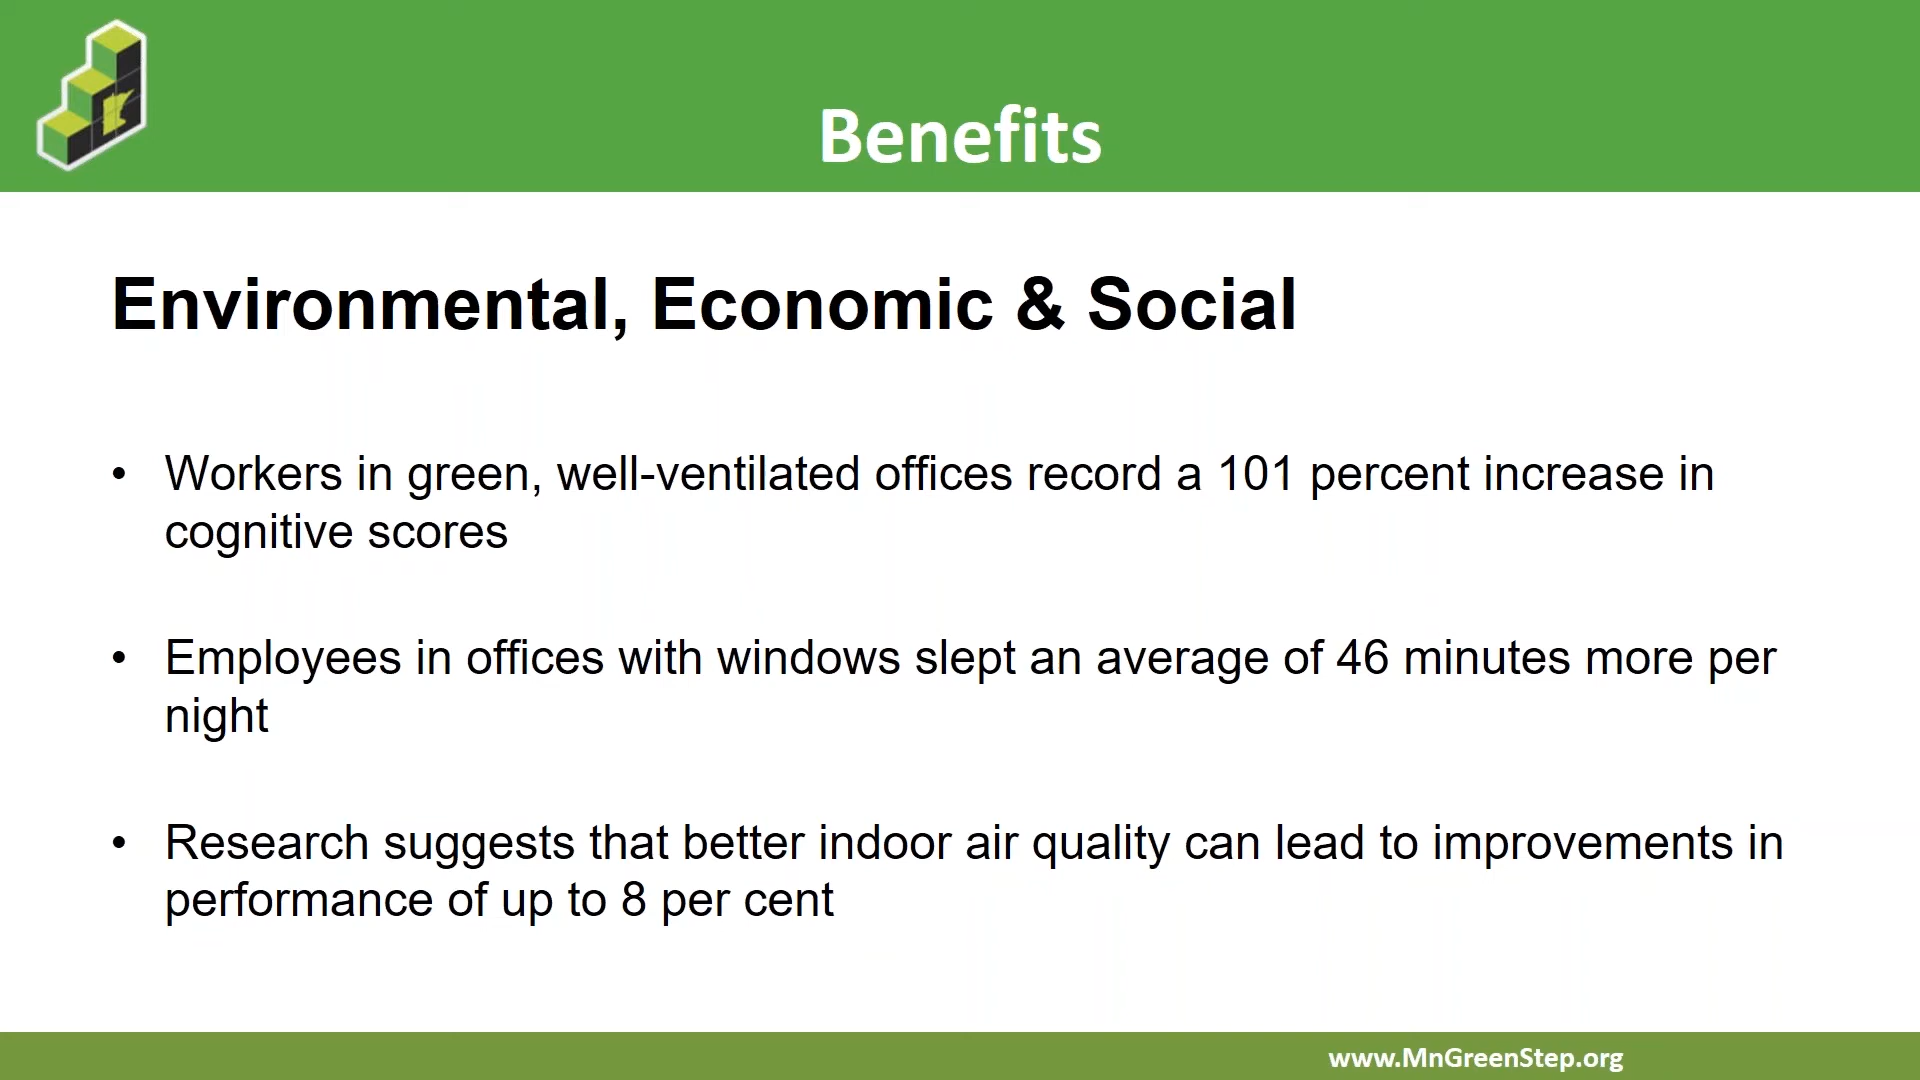 Benefits
Environmental, Economic & Social
• Workers in green, well-ventilated offices record a 101 percent increase in
cognitive scores
• Employees in offices with windows slept an average of 46 minutes more per
night
• Research suggests that better indoor air quality can lead to improvements in
performance of up to 8 per cent
www.MnGreenStep.org